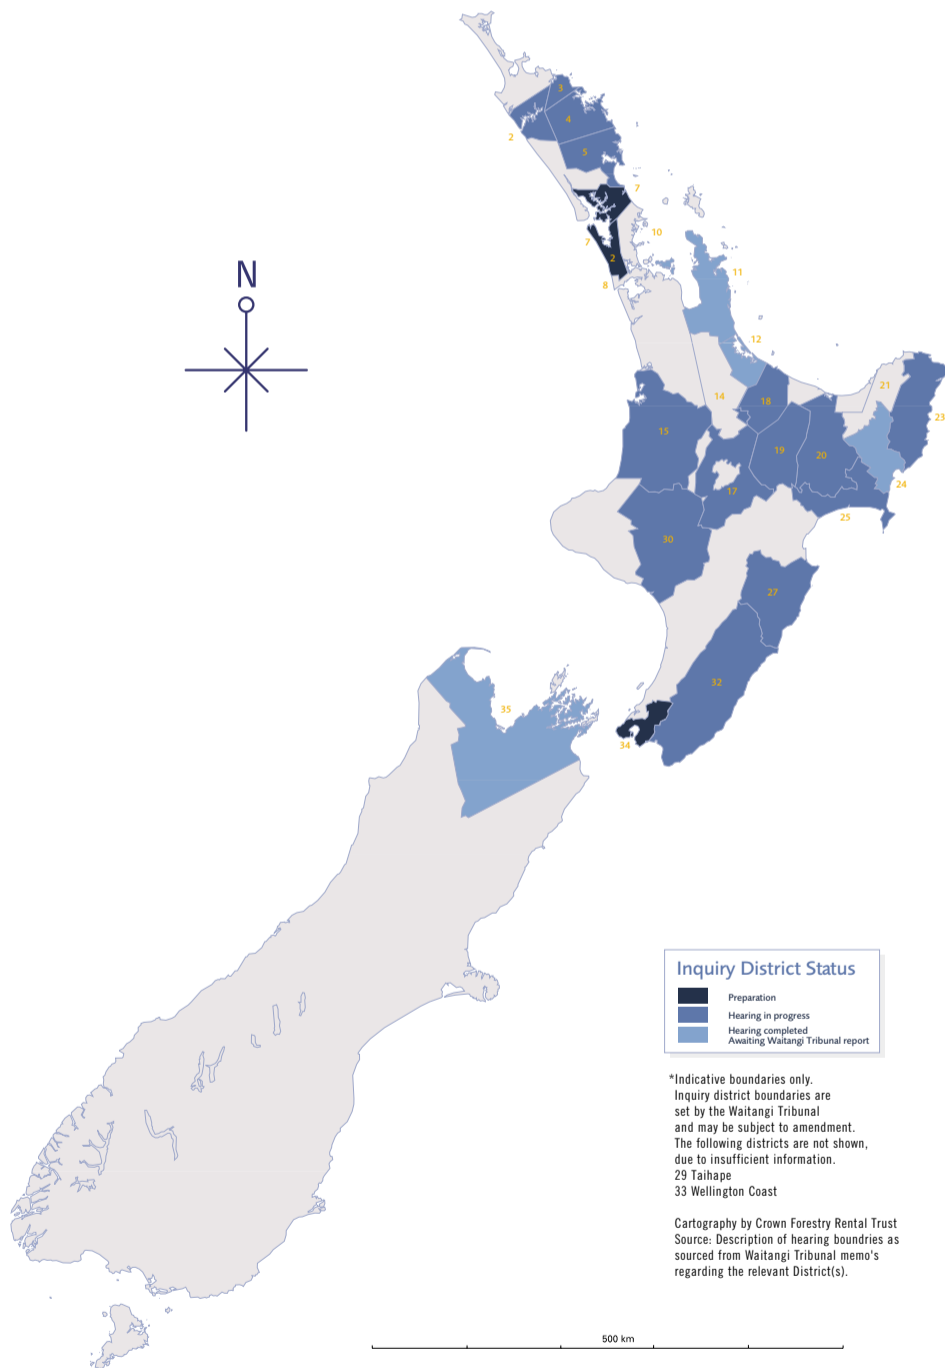 3
4
2
5
7
10
7
2
11
8
12
21
14
18
23
15
19
20
24
17
25
30
27
32
35
34
N
Inquiry District Status
Preparation
Hearing in progress
Hearing completed
Awaiting Waitangi Tribunal report
*Indicative boundaries only.
Inquiry district boundaries are
set by the Waitangi Tribunal
and may be subject to amendment.
The following districts are not shown,
due to insufficient information.
29 Taihape
33 Wellington Coast
Cartography by Crown Forestry Rental Trust
Source: Description of hearing boundries as
sourced from Waitangi Tribunal memo's
regarding the relevant District(s).
500 km